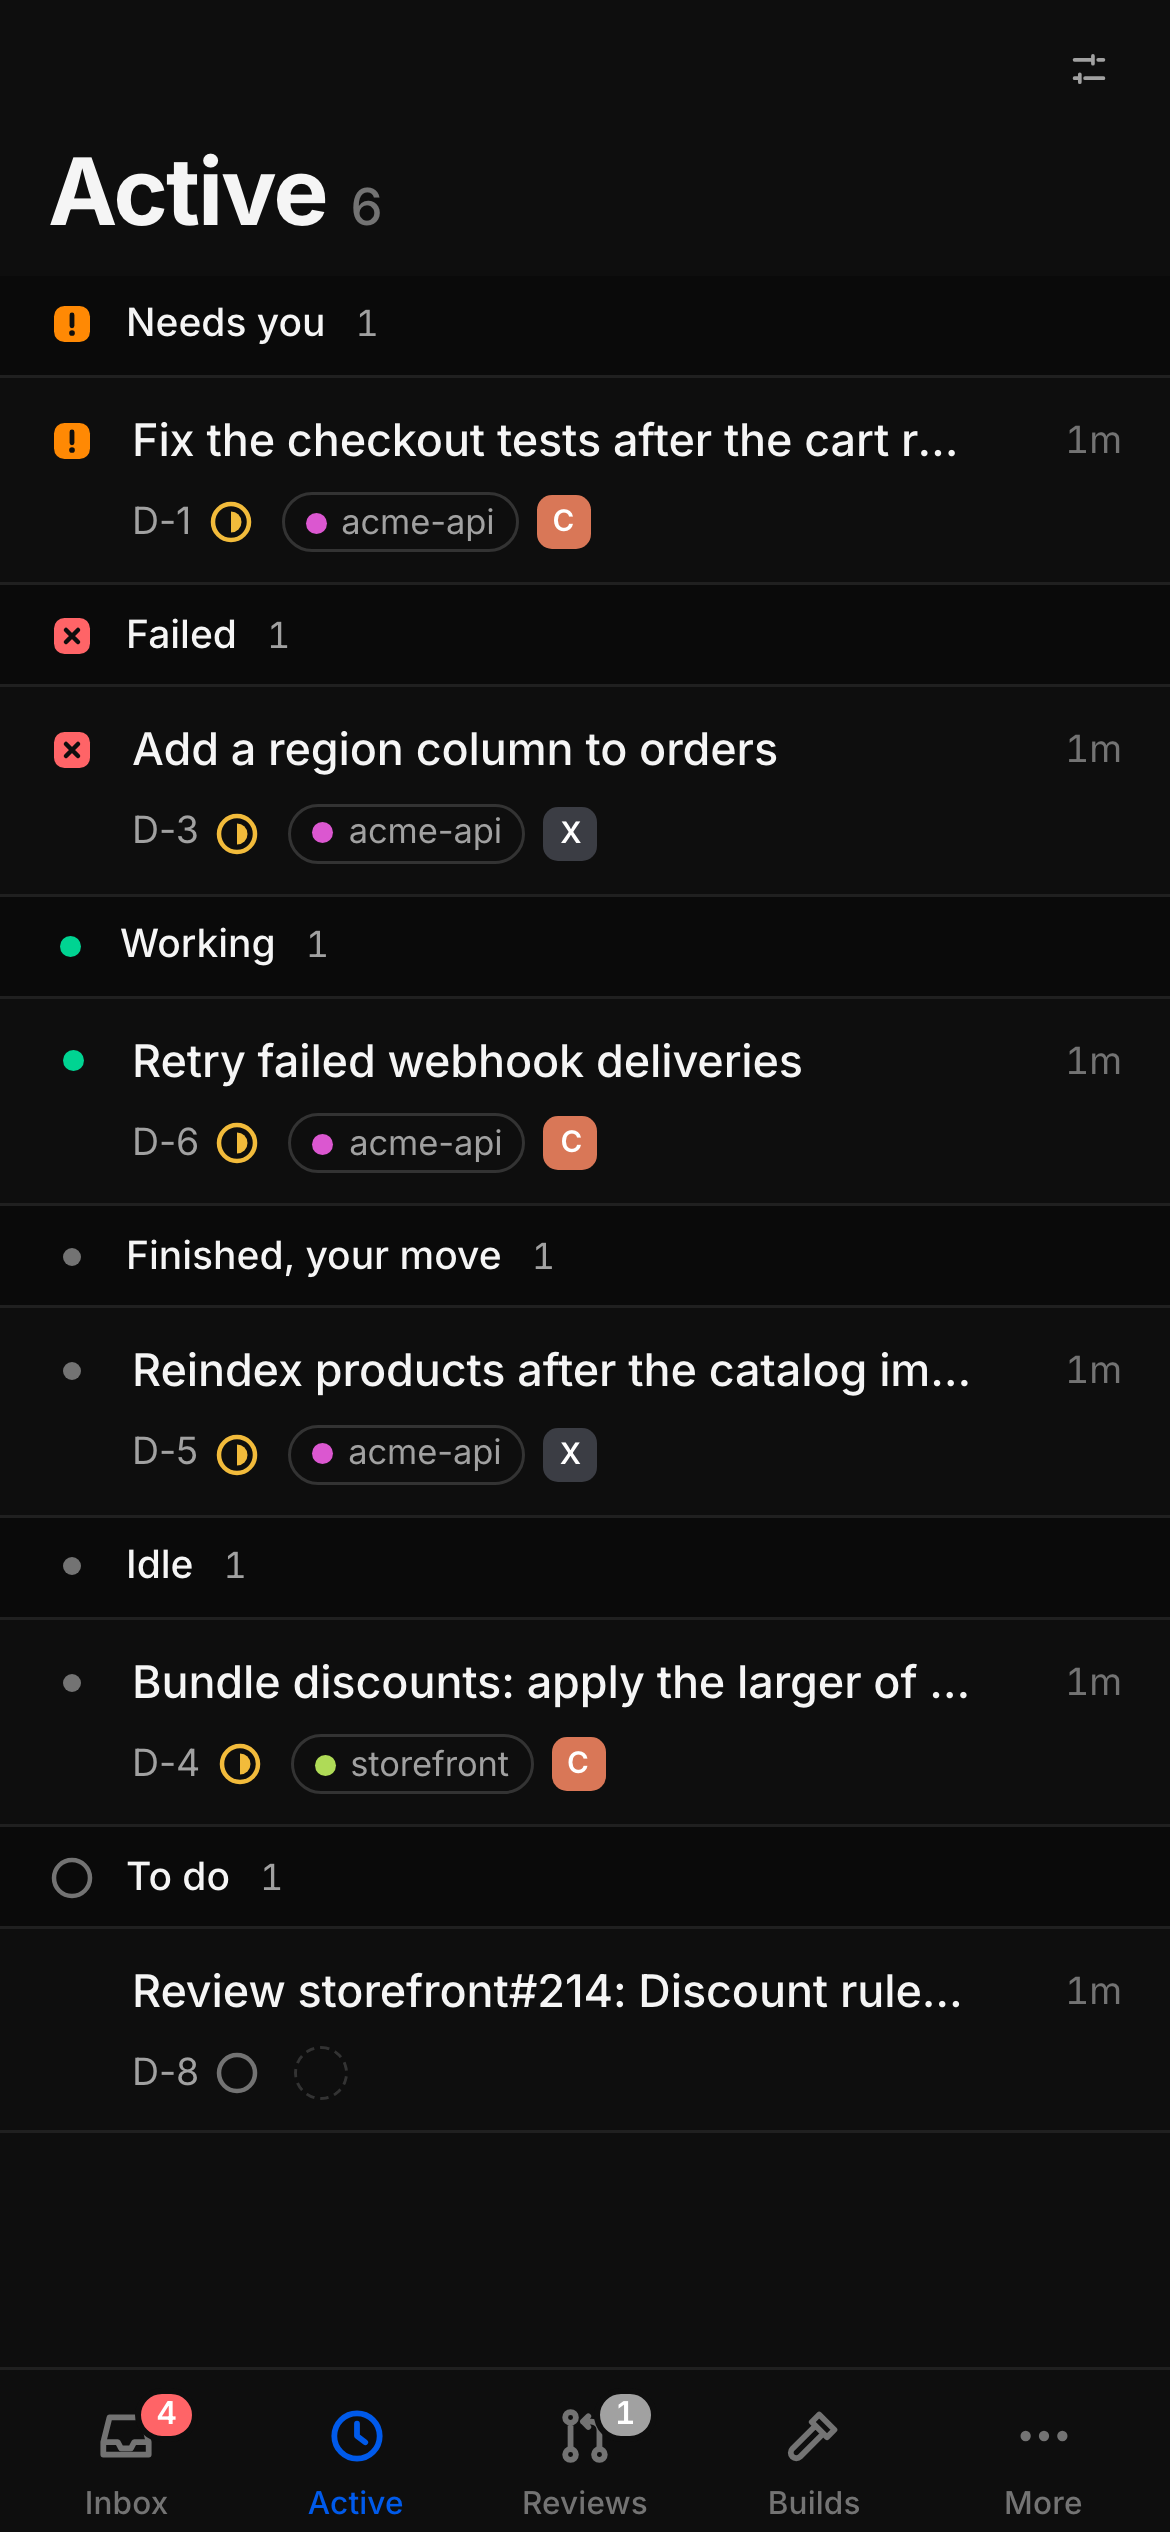 Active 6
Needs you 1
Fix the checkout tests after the cart r... 1m
D-1 acme-api C
Failed 1
Add a region column to orders 1m
D-3 acme-api X
Working 1
Retry failed webhook deliveries 1m
D-6 acme-api C
Finished, your move 1
Reindex products after the catalog im... 1m
D-5 acme-api X
Idle 1
Bundle discounts: apply the larger of ... 1m
D-4 storefront C
To do 1
Review storefront#214: Discount rule... 1m
D-8
4 1
Inbox Active Reviews Builds More